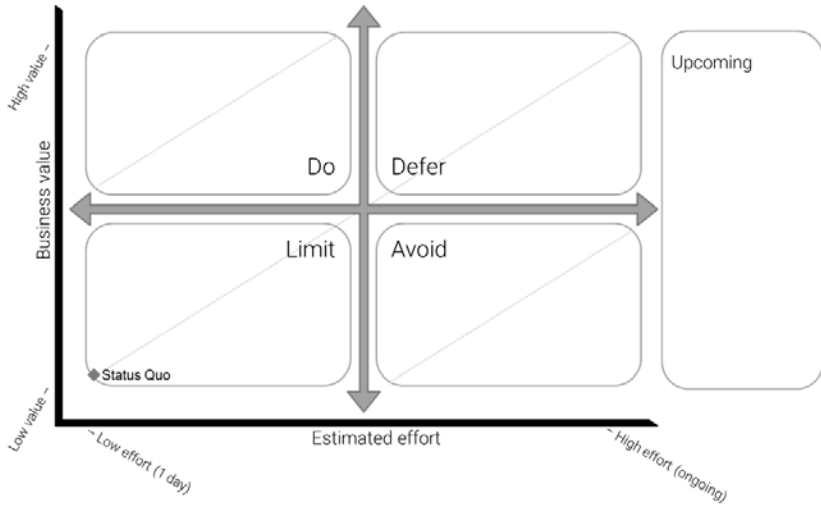 High value –
Upcoming
Do
Defer
Business value
Limit
Avoid
Status Quo
Low value –
– Low effort (1 day)
Estimated effort
– High effort (ongoing)